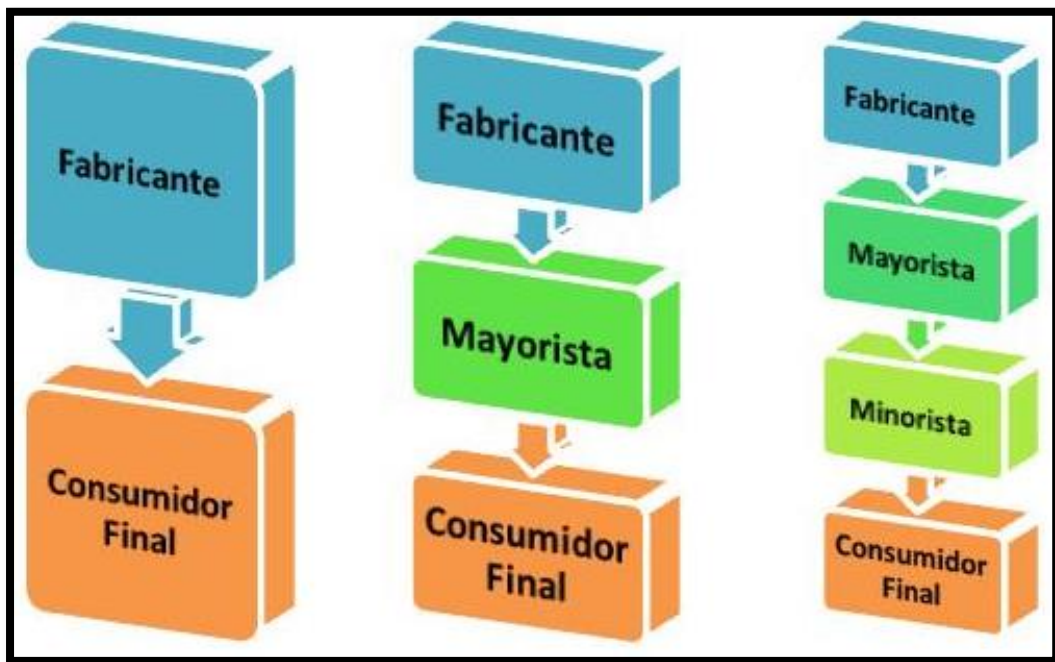 Fabricante
Consumidor
Final
Fabricante
Mayorista
Consumidor
Final
Fabricante
Mayorista
Minorista
Consumidor
Final